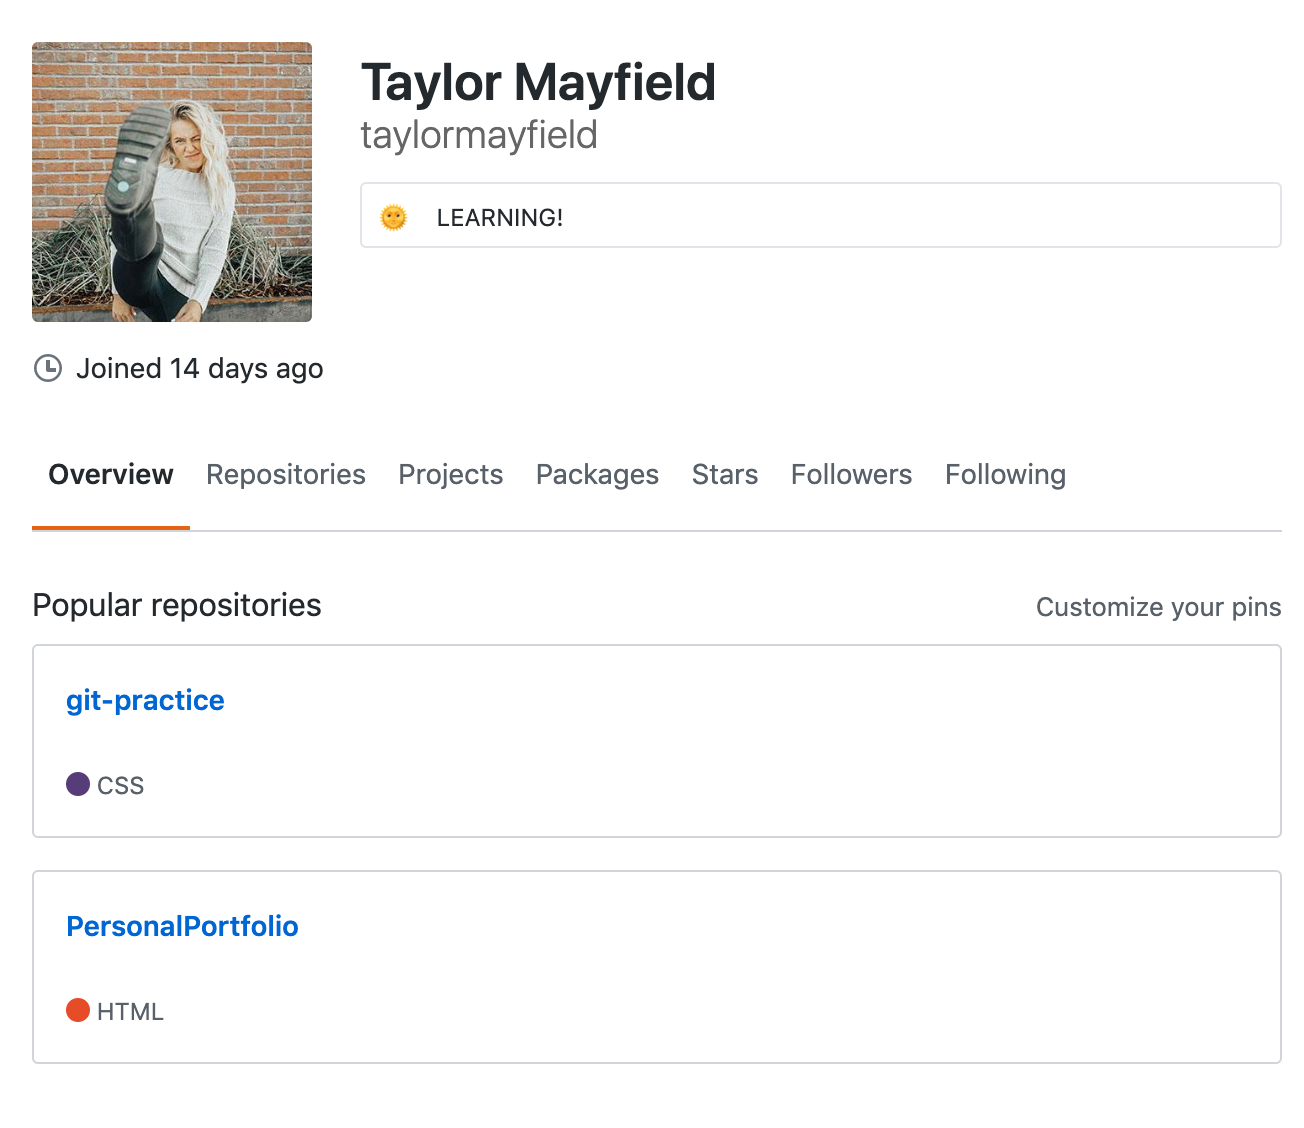 Taylor Mayfield
taylormayfield
🌞 LEARNING!
Joined 14 days ago
Overview Repositories Projects Packages Stars Followers Following
Popular repositories Customize your pins
git-practice
CSS
PersonalPortfolio
HTML